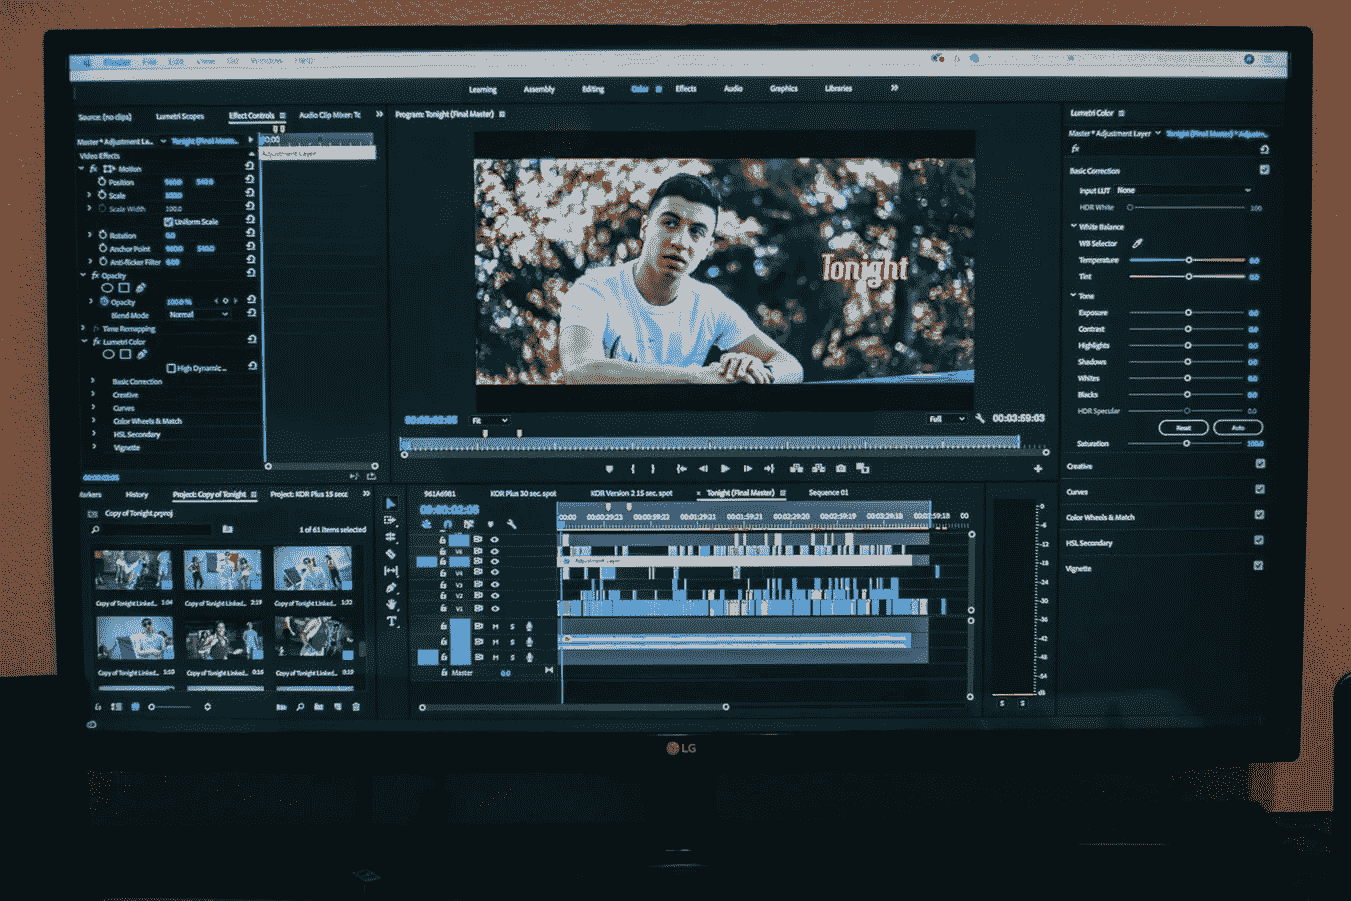 Learning Assembly Editing Color Effects Audio Graphics Libraries
Source: (no clips) Lumetri Scopes Effect Controls Audio Clip Mixer: Tc
Master * Adjustment La... Tonight (Final Maste...
00:00
Adjustment Layer
Video Effects
fx Motion
Position 540.0
Scale
Scale Width 100.0
Uniform Scale
Rotation 0.0
Anchor Point 540.0
Anti-flicker Filter 0.00
fx Opacity
Opacity 100.0 %
Blend Mode Normal
Time Remapping
fx Lumetri Color
High Dynamic ...
Basic Correction
Creative
Curves
Color Wheels & Match
HSL Secondary
Vignette
Program: Tonight (Final Master)
Tonight
Fit
Full
00:03:59:03
Lumetri Color
Master * Adjustment Layer Tonight (Final Master) * Adjustm...
fx
Basic Correction
Input LUT None
HDR White 100
White Balance
WB Selector
Temperature 0.0
Tint 0.0
Tone
Exposure 0.0
Contrast 0.0
Highlights 0.0
Shadows 0.0
Whites 0.0
Blacks 0.0
HDR Specular 0.0
Reset Auto
Saturation 100.0
Creative
Curves
Color Wheels & Match
HSL Secondary
Vignette
Markers History Project: Copy of Tonight Project: KOR Plus 15 secs
Copy of Tonight.prproj
1 of 61 items selected
Copy of Tonight Linked... 1:04
Copy of Tonight Linked... 2:19
Copy of Tonight Linked... 1:22
Copy of Tonight Linked... 1:10
Copy of Tonight Linked... 0:16
Copy of Tonight Linked... 0:19
961A6981 KOR Plus 30 sec. spot KOR Version 2 15 sec. spot Tonight (Final Master) Sequence 01
:00:00 00:00:29:23 00:00:59:22 00:01:29:21 00:01:59:21 00:02:29:19 00:02:59:19 00:03:29:18 00
V6
Adjustment Layer
V4
V3
V2
V1
M S
M S
M S
Master 0.0
0
-6
-12
-18
-24
-30
-36
-42
-48
-54
dB
S S
LG